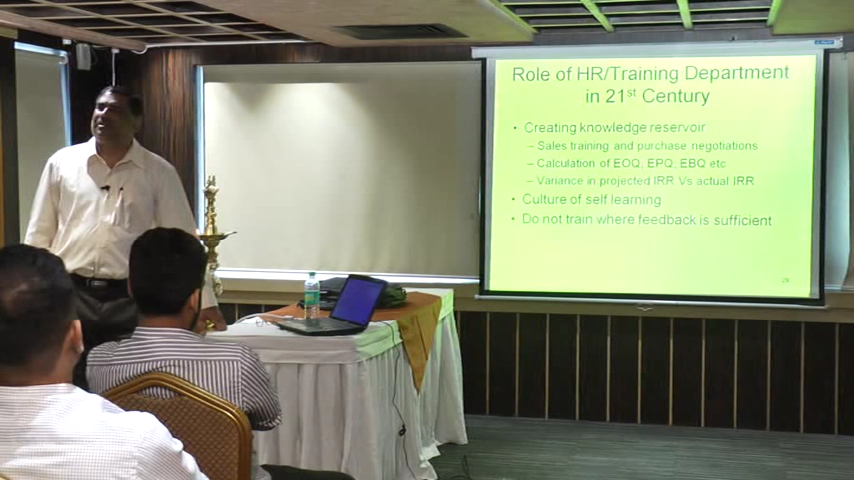 Role of HR/Training Department
in 21st Century
• Creating knowledge reservoir
– Sales training and purchase negotiations
– Calculation of EOQ, EPQ, EBQ etc
– Variance in projected IRR Vs actual IRR
• Culture of self learning
• Do not train where feedback is sufficient